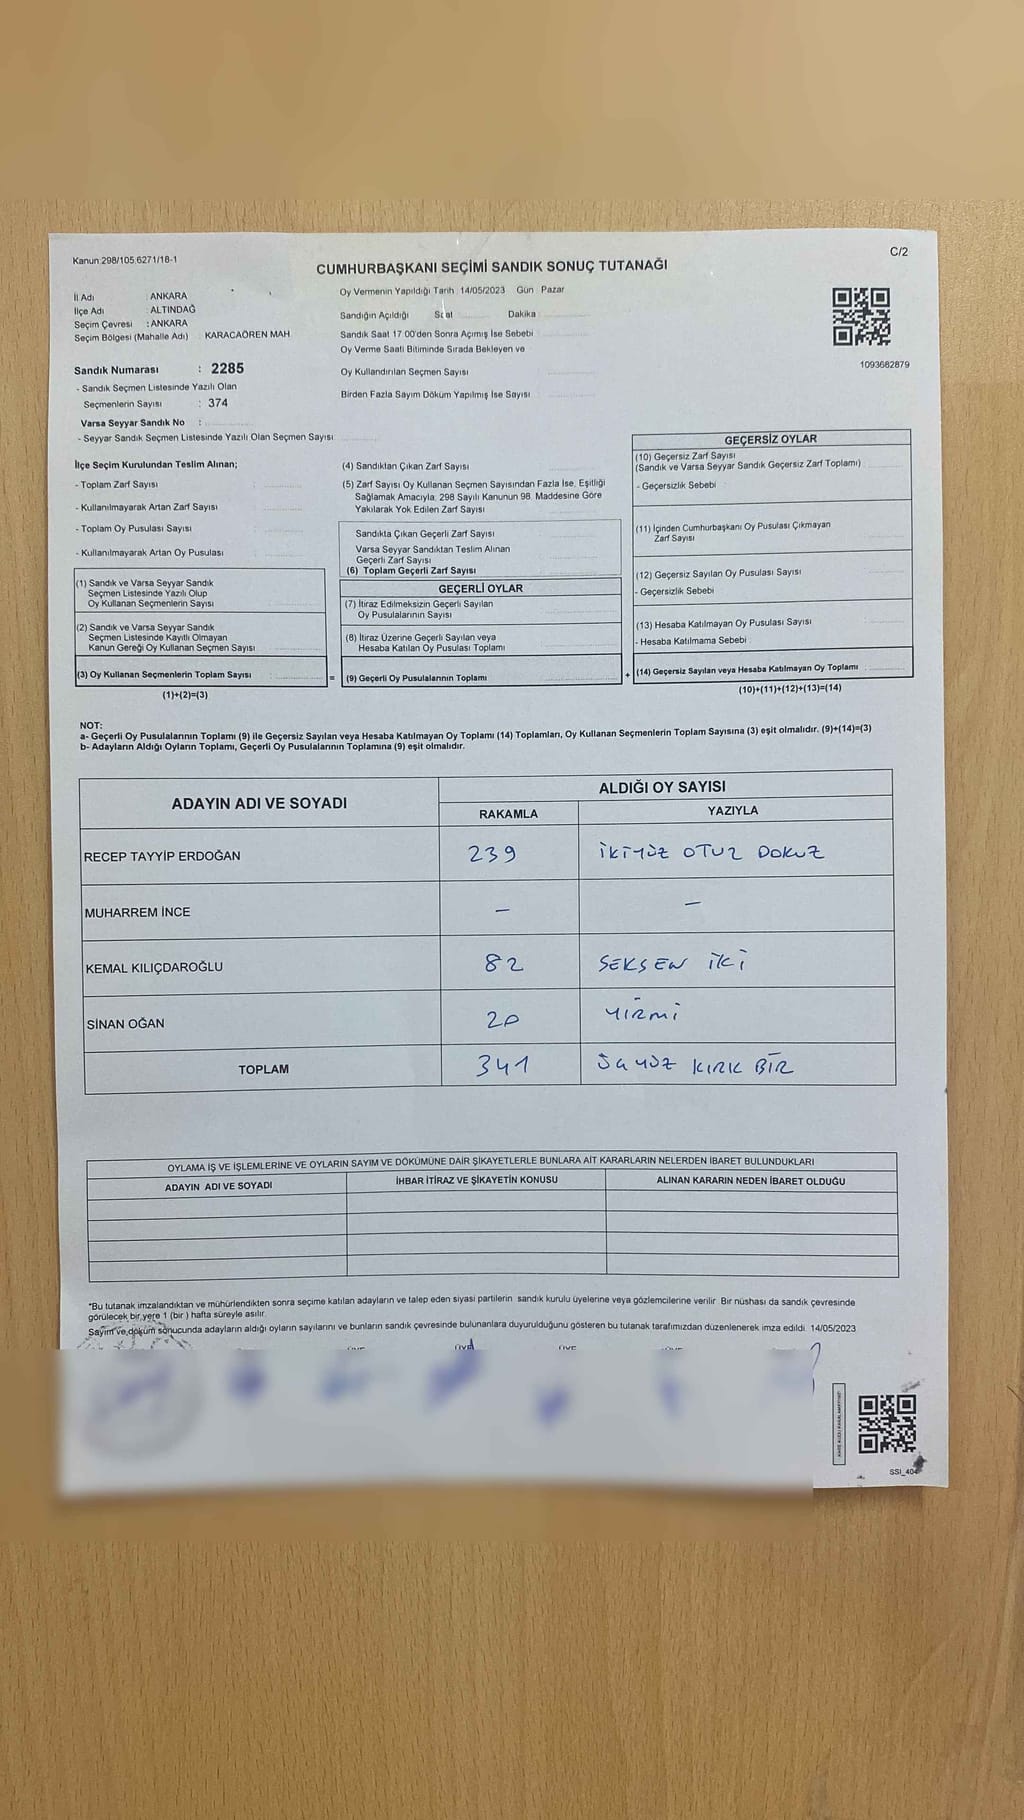 Kanun 298/105.6271/18-1
C/2
CUMHURBAŞKANI SEÇİMİ SANDIK SONUÇ TUTANAĞI
İl Adı : ANKARA
İlçe Adı : ALTINDAĞ
Seçim Çevresi : ANKARA
Seçim Bölgesi (Mahalle Adı) KARACAÖREN MAH
Oy Vermenin Yapıldığı Tarih 14/05/2023 Gün Pazar
Sandığın Açıldığı Saat Dakika
Sandık Saat 17.00'den Sonra Açımış İse Sebebi
Oy Verme Saati Bitiminde Sırada Bekleyen ve
Oy Kullandırılan Seçmen Sayısı
Birden Fazla Sayım Döküm Yapılmış İse Sayısı
1093682879
Sandık Numarası : 2285
- Sandık Seçmen Listesinde Yazılı Olan
Seçmenlerin Sayısı : 374
Varsa Seyyar Sandık No :
- Seyyar Sandık Seçmen Listesinde Yazılı Olan Seçmen Sayısı
İlçe Seçim Kurulundan Teslim Alınan;
- Toplam Zarf Sayısı
- Kullanılmayarak Artan Zarf Sayısı
- Toplam Oy Pusulası Sayısı
- Kullanılmayarak Artan Oy Pusulası
(1) Sandık ve Varsa Seyyar Sandık
Seçmen Listesinde Yazılı Olup
Oy Kullanan Seçmenlerin Sayısı
(2) Sandık ve Varsa Seyyar Sandık
Seçmen Listesinde Kayıtlı Olmayan
Kanun Gereği Oy Kullanan Seçmen Sayısı
(3) Oy Kullanan Seçmenlerin Toplam Sayısı :
(1)+(2)=(3)
=
(4) Sandıktan Çıkan Zarf Sayısı
(5) Zarf Sayısı Oy Kullanan Seçmen Sayısından Fazla İse, Eşitliği
Sağlamak Amacıyla, 298 Sayılı Kanunun 98. Maddesine Göre
Yakılarak Yok Edilen Zarf Sayısı
Sandıkta Çıkan Geçerli Zarf Sayısı
Varsa Seyyar Sandıktan Teslim Alınan
Geçerli Zarf Sayısı
(6) Toplam Geçerli Zarf Sayısı
GEÇERLİ OYLAR
(7) İtiraz Edilmeksizin Geçerli Sayılan
Oy Pusulalarının Sayısı
(8) İtiraz Üzerine Geçerli Sayılan veya
Hesaba Katılan Oy Pusulası Toplamı
(9) Geçerli Oy Pusulalarının Toplamı
+
GEÇERSİZ OYLAR
(10) Geçersiz Zarf Sayısı
(Sandık ve Varsa Seyyar Sandık Geçersiz Zarf Toplamı)
- Geçersizlik Sebebi
(11) İçinden Cumhurbaşkanı Oy Pusulası Çıkmayan
Zarf Sayısı
(12) Geçersiz Sayılan Oy Pusulası Sayısı
- Geçersizlik Sebebi
(13) Hesaba Katılmayan Oy Pusulası Sayısı
- Hesaba Katılmama Sebebi
(14) Geçersiz Sayılan veya Hesaba Katılmayan Oy Toplamı :
(10)+(11)+(12)+(13)=(14)
NOT:
a- Geçerli Oy Pusulalarının Toplamı (9) ile Geçersiz Sayılan veya Hesaba Katılmayan Oy Toplamı (14) Toplamları, Oy Kullanan Seçmenlerin Toplam Sayısına (3) eşit olmalıdır. (9)+(14)=(3)
b- Adayların Aldığı Oyların Toplamı, Geçerli Oy Pusulalarının Toplamına (9) eşit olmalıdır.
ADAYIN ADI VE SOYADI
ALDIĞI OY SAYISI
RAKAMLA YAZIYLA
RECEP TAYYİP ERDOĞAN 239 İKİYÜZ OTUZ DOKUZ
MUHARREM İNCE — —
KEMAL KILIÇDAROĞLU 82 SEKSEN İKİ
SİNAN OĞAN 20 YİRMİ
TOPLAM 341 ÜÇYÜZ KIRK BİR
OYLAMA İŞ VE İŞLEMLERİNE VE OYLARIN SAYIM VE DÖKÜMÜNE DAİR ŞİKAYETLERLE BUNLARA AİT KARARLARIN NELERDEN İBARET BULUNDUKLARI
ADAYIN ADI VE SOYADI İHBAR İTİRAZ VE ŞİKAYETİN KONUSU ALINAN KARARIN NEDEN İBARET OLDUĞU
*Bu tutanak imzalandıktan ve mühürlendikten sonra seçime katılan adayların ve talep eden siyasi partilerin sandık kurulu üyelerine veya gözlemcilerine verilir Bir nüshası da sandık çevresinde
görülecek bir yere 1 (bir ) hafta süreyle asılır.
Sayım ve döküm sonucunda adayların aldığı oyların sayılarını ve bunların sandık çevresinde bulunanlara duyurulduğunu gösteren bu tutanak tarafımızdan düzenlenerek imza edildi 14/05/2023
SSI_404